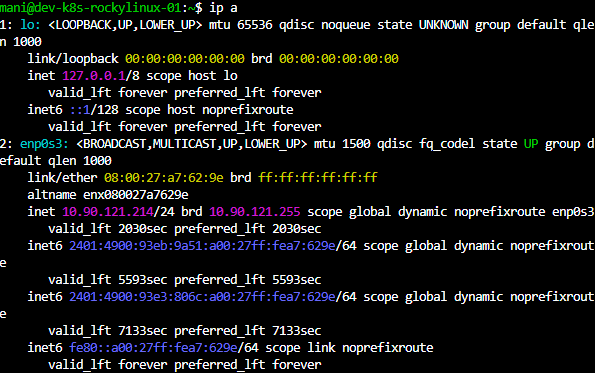 mani@dev-k8s-rockylinux-01:~$ ip a
1: lo: <LOOPBACK,UP,LOWER_UP> mtu 65536 qdisc noqueue state UNKNOWN group default qle
n 1000
    link/loopback 00:00:00:00:00:00 brd 00:00:00:00:00:00
    inet 127.0.0.1/8 scope host lo
       valid_lft forever preferred_lft forever
    inet6 ::1/128 scope host noprefixroute
       valid_lft forever preferred_lft forever
2: enp0s3: <BROADCAST,MULTICAST,UP,LOWER_UP> mtu 1500 qdisc fq_codel state UP group d
efault qlen 1000
    link/ether 08:00:27:a7:62:9e brd ff:ff:ff:ff:ff:ff
    altname enx080027a7629e
    inet 10.90.121.214/24 brd 10.90.121.255 scope global dynamic noprefixroute enp0s3
       valid_lft 2030sec preferred_lft 2030sec
    inet6 2401:4900:93eb:9a51:a00:27ff:fea7:629e/64 scope global dynamic noprefixrout
e
       valid_lft 5593sec preferred_lft 5593sec
    inet6 2401:4900:93e3:806c:a00:27ff:fea7:629e/64 scope global dynamic noprefixrout
e
       valid_lft 7133sec preferred_lft 7133sec
    inet6 fe80::a00:27ff:fea7:629e/64 scope link noprefixroute
       valid_lft forever preferred_lft forever